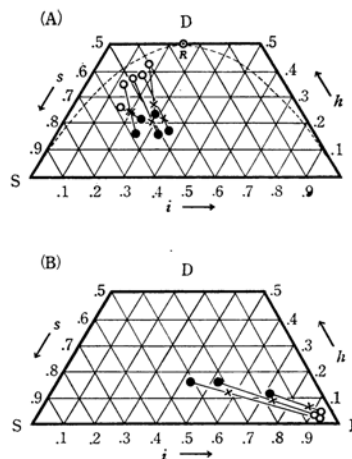 (A)
D
.5 R .5
s .6 .4 h
.7 .3
.8 .2
.9 .1
S
.1 .2 .3 .4 .5 .6 .7 .8 .9
i
(B)
D
.5 .5
s .6 .4 h
.7 .3
.8 .2
.9 .1
S
.1 .2 .3 .4 .5 .6 .7 .8 .9
i